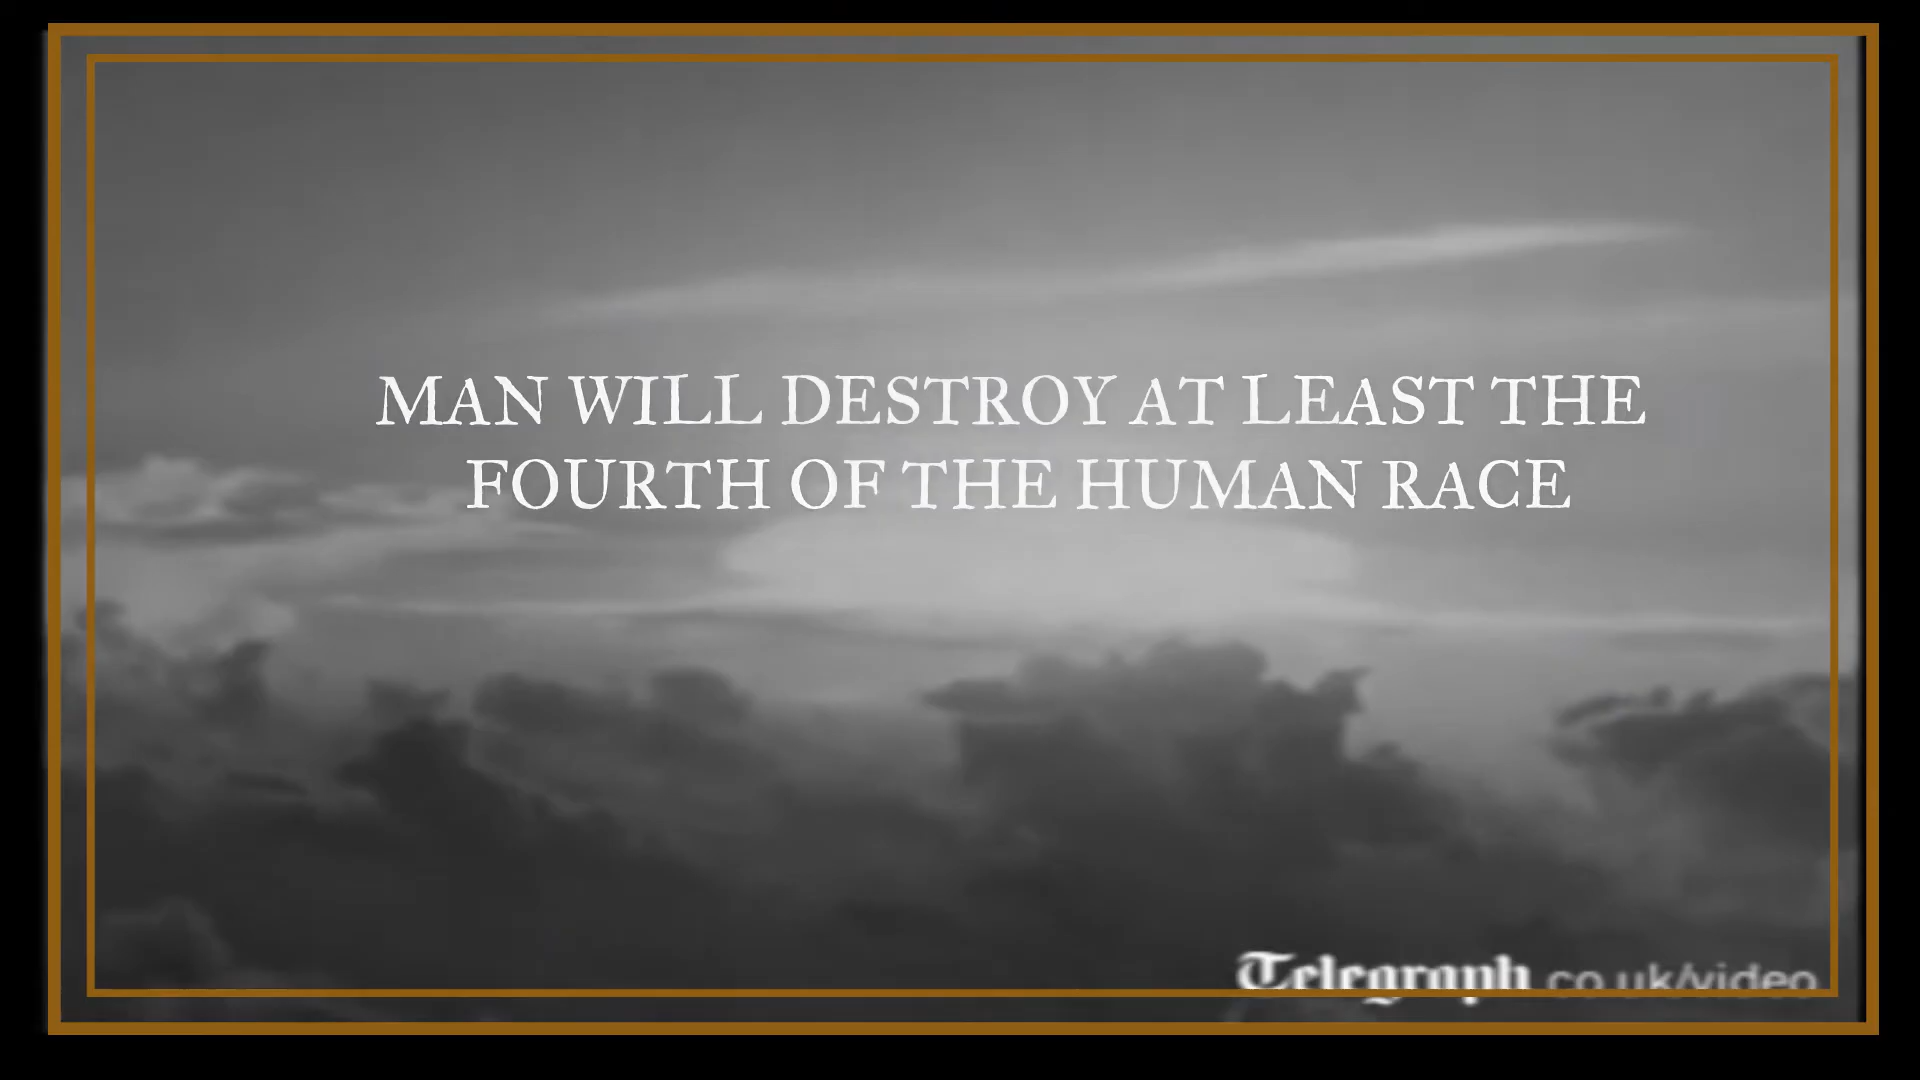 MAN WILL DESTROY AT LEAST THE
FOURTH OF THE HUMAN RACE
Telegraph co.uk/video